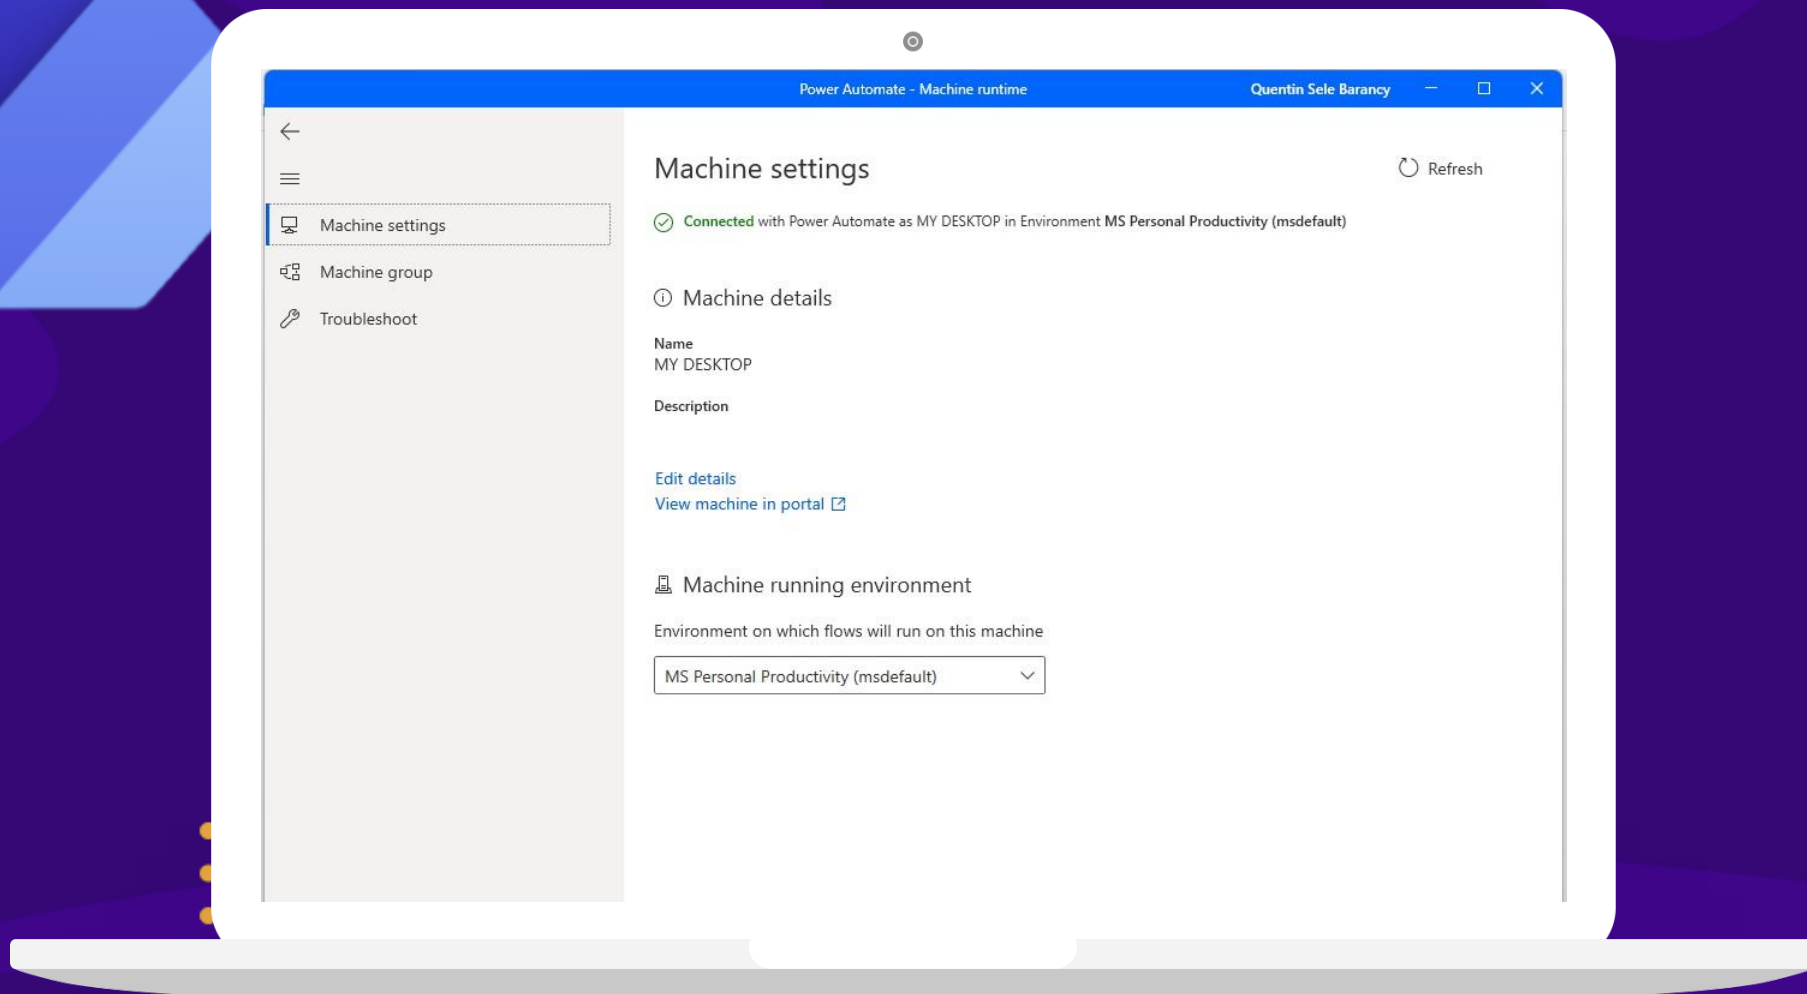 Power Automate - Machine runtime
Quentin Sele Barancy
Machine settings
Machine group
Troubleshoot
Machine settings
Refresh
Connected with Power Automate as MY DESKTOP in Environment MS Personal Productivity (msdefault)
Machine details
Name
MY DESKTOP
Description
Edit details
View machine in portal
Machine running environment
Environment on which flows will run on this machine
MS Personal Productivity (msdefault)